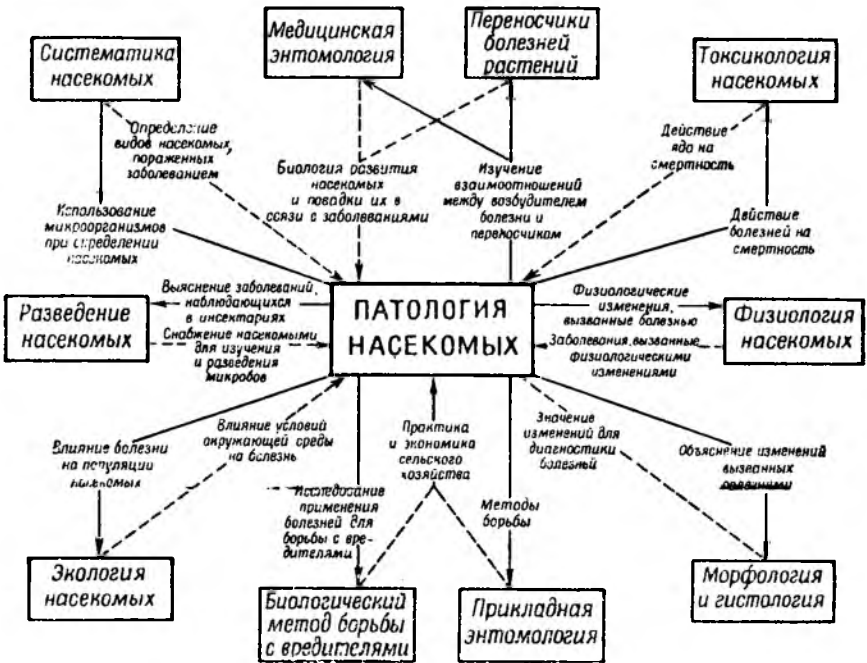 Систематика
насекомых
Медицинская
энтомология
Переносчики
болезней
растений
Токсикология
насекомых
Определение
видов насекомых,
пораженных
заболеванием
Биология развития
насекомых
и повадки их в
связи с заболеваниями
Изучение
взаимоотношений
между возбудителем
болезни и
переносчиком
Действие
яда на
смертность
Использование
микроорганизмов
при определении
насекомых
Действие
болезней на
смертность
Разведение
насекомых
Выяснение заболеваний,
наблюдающихся
в инсектариях
Снабжение насекомыми
для изучения
и разведения
микробов
ПАТОЛОГИЯ
НАСЕКОМЫХ
Физиологические
изменения,
вызванные болезнью
Заболевания, вызванные
физиологическими
изменениями
Физиология
насекомых
Влияние болезни
на популяции
насекомых
Влияние условий
окружающей среды
на болезнь
Практика
и экономика
сельского
хозяйства
Значение
изменений для
диагностики
болезней
Объяснение изменений
вызванных
Исследование
применения
болезней для
борьбы с вре-
дителями
Методы
борьбы
Экология
насекомых
Биологический
метод борьбы
с вредителями
Прикладная
энтомология
Морфология
и гистология